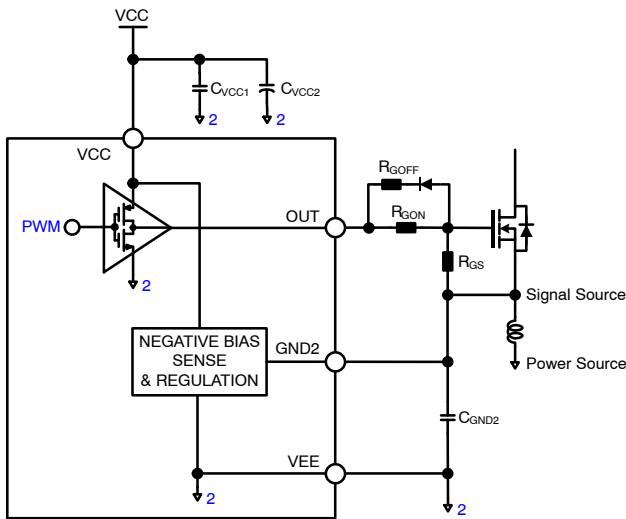 VCC
CVCC1
CVCC2
2
2
VCC
RGOFF
PWM
OUT
RGON
2
RGS
Signal Source
NEGATIVE BIAS
SENSE
& REGULATION
GND2
Power Source
CGND2
VEE
2
2